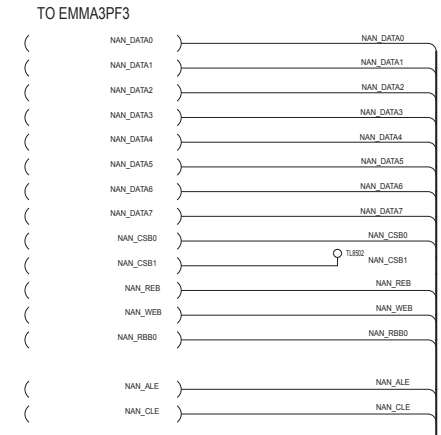 TO EMMA3PF3
NAN_DATA0 NAN_DATA0
NAN_DATA1 NAN_DATA1
NAN_DATA2 NAN_DATA2
NAN_DATA3 NAN_DATA3
NAN_DATA4 NAN_DATA4
NAN_DATA5 NAN_DATA5
NAN_DATA6 NAN_DATA6
NAN_DATA7 NAN_DATA7
NAN_CSB0 NAN_CSB0
NAN_CSB1 TL8502 NAN_CSB1
NAN_REB NAN_REB
NAN_WEB NAN_WEB
NAN_RBB0 NAN_RBB0
NAN_ALE NAN_ALE
NAN_CLE NAN_CLE